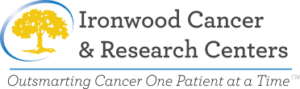 Ironwood Cancer
& Research Centers
Outsmarting Cancer One Patient at a Time™